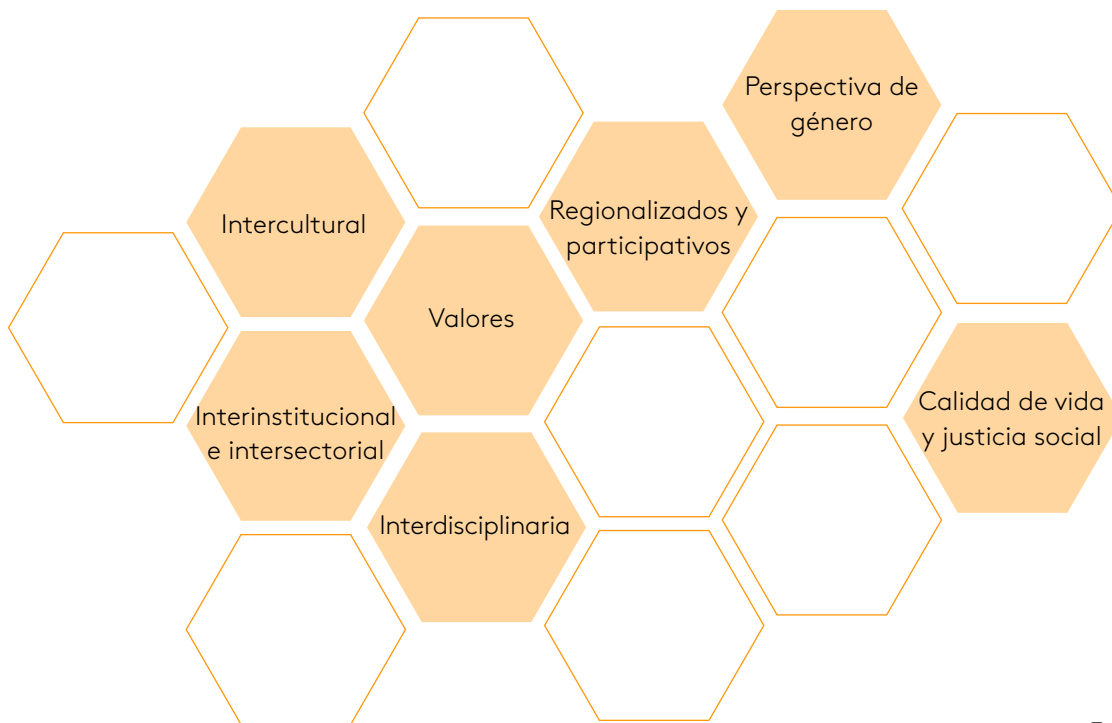 Perspectiva de
género
Intercultural
Regionalizados y
participativos
Valores
Interinstitucional
e intersectorial
Calidad de vida
y justicia social
Interdisciplinaria